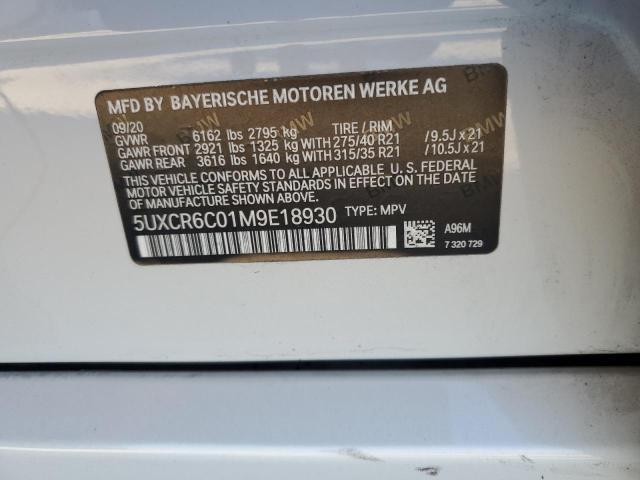 MFD BY BAYERISCHE MOTOREN WERKE AG
09/20 TIRE / RIM
GVWR 6162 lbs 2795 kg
GAWR FRONT 2921 lbs 1325 kg WITH 275/40 R21 / 9.5J x 21
GAWR REAR 3616 lbs 1640 kg WITH 315/35 R21 / 10.5J x 21
THIS VEHICLE CONFORMS TO ALL APPLICABLE U. S. FEDERAL
MOTOR VEHICLE SAFETY STANDARDS IN EFFECT ON THE DATE
OF MANUFACTURE SHOWN ABOVE.
5UXCR6C01M9E18930 TYPE: MPV
A96M
7 320 729